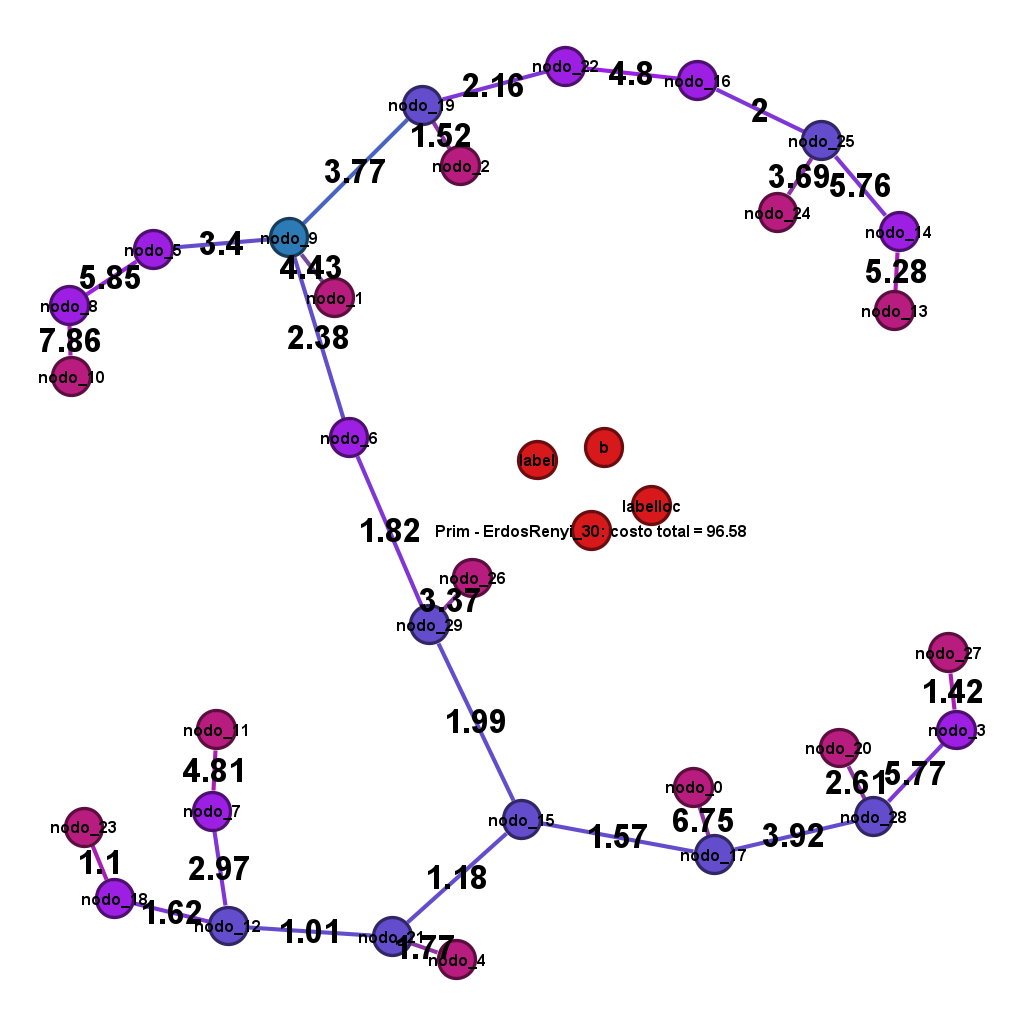 nodo_22
4.8
nodo_16
2.16
nodo_19
2
1.52
nodo_25
nodo_2
3.77
3.69
5.76
nodo_24
nodo_14
nodo_9
3.4
nodo_5
4.43
5.85
5.28
nodo_1
nodo_8
nodo_13
2.38
7.86
nodo_10
nodo_6
b
label
labelloc
1.82
Prim - ErdosRenyi_30: costo total = 96.58
nodo_26
3.37
nodo_29
nodo_27
1.42
1.99
nodo_11
nodo_3
nodo_20
4.81
5.77
2.61
nodo_0
nodo_7
nodo_28
6.75
nodo_15
nodo_23
1.57
3.92
nodo_17
1.1
2.97
1.18
nodo_18
1.62
nodo_12
1.01
nodo_21
1.77
nodo_4